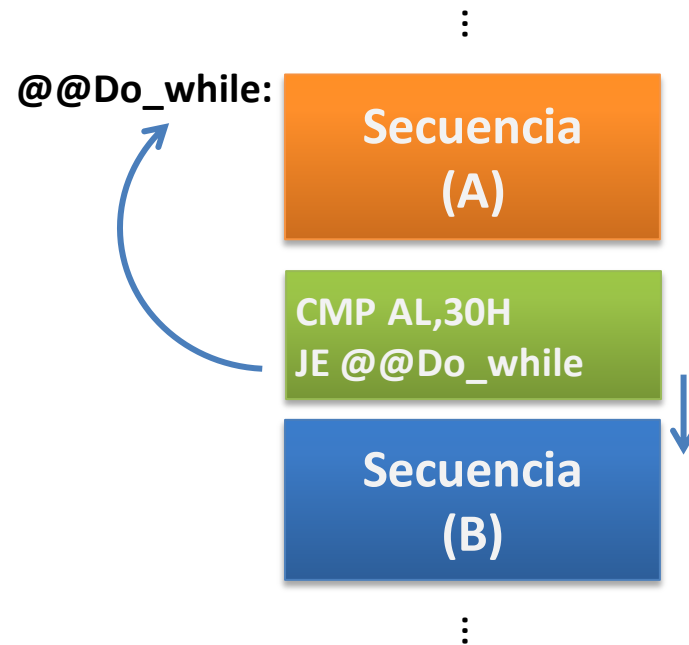 ⋮
@@Do_while:
Secuencia
(A)
CMP AL,30H
JE @@Do_while
Secuencia
(B)
⋮